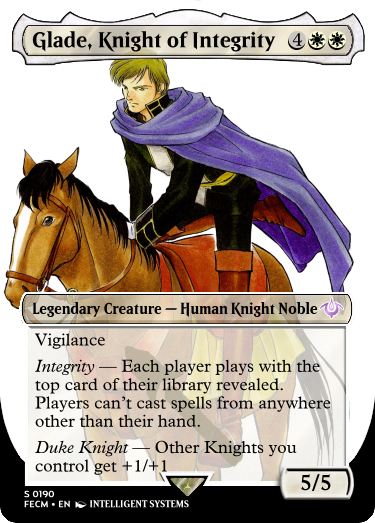 Glade, Knight of Integrity 4
Legendary Creature — Human Knight Noble
Vigilance
Integrity — Each player plays with the
top card of their library revealed.
Players can't cast spells from anywhere
other than their hand.
Duke Knight — Other Knights you
control get +1/+1
5/5
S 0190
FECM • EN INTELLIGENT SYSTEMS